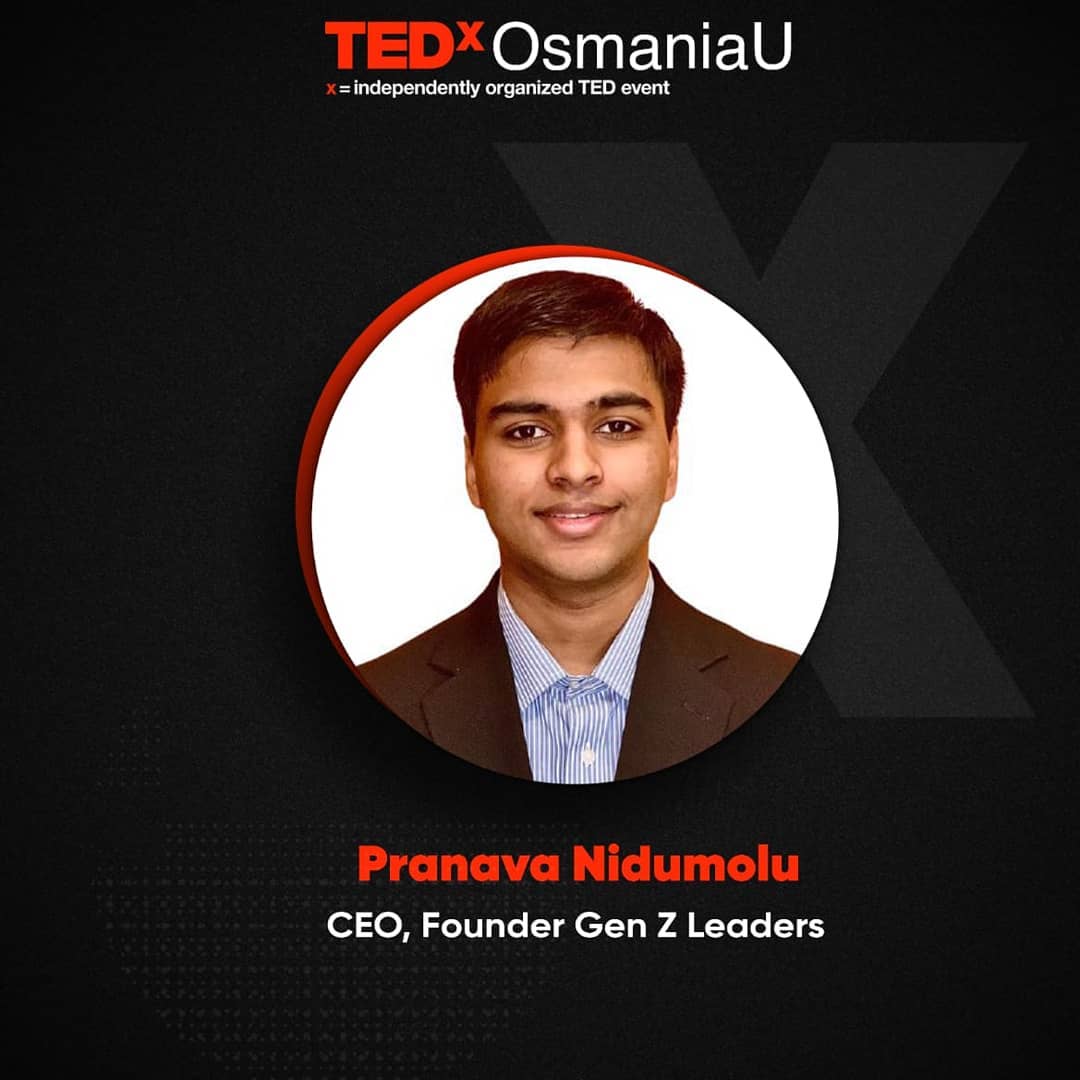 TEDx OsmaniaU
x = independently organized TED event
Pranava Nidumolu
CEO, Founder Gen Z Leaders